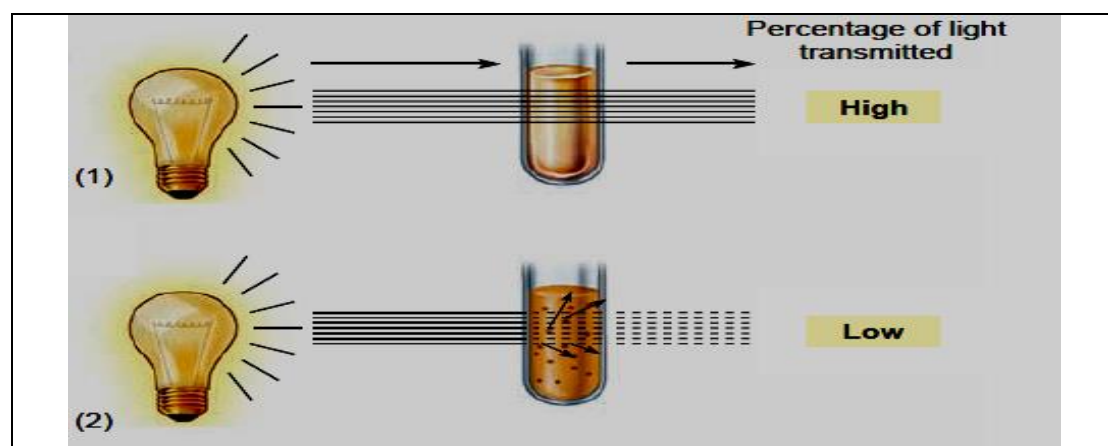 Percentage of light
transmitted
High
(1)
Low
(2)